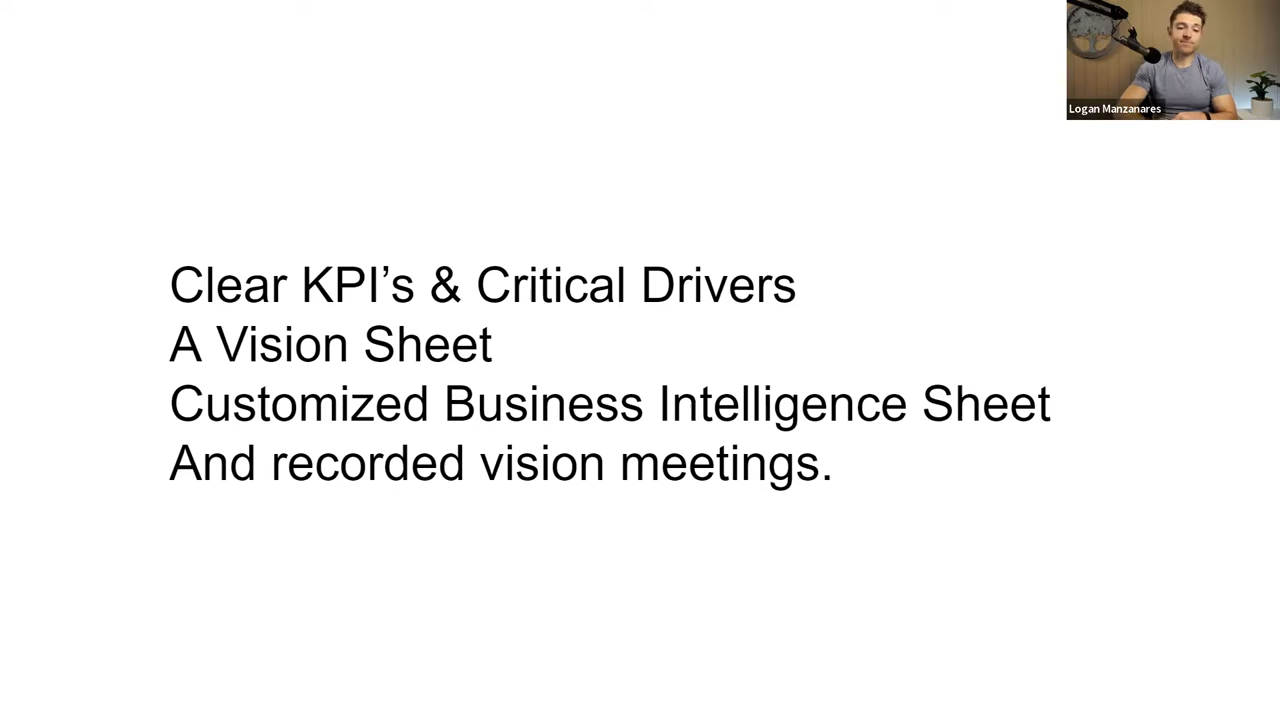 Logan Manzanares
Clear KPI’s & Critical Drivers
A Vision Sheet
Customized Business Intelligence Sheet
And recorded vision meetings.